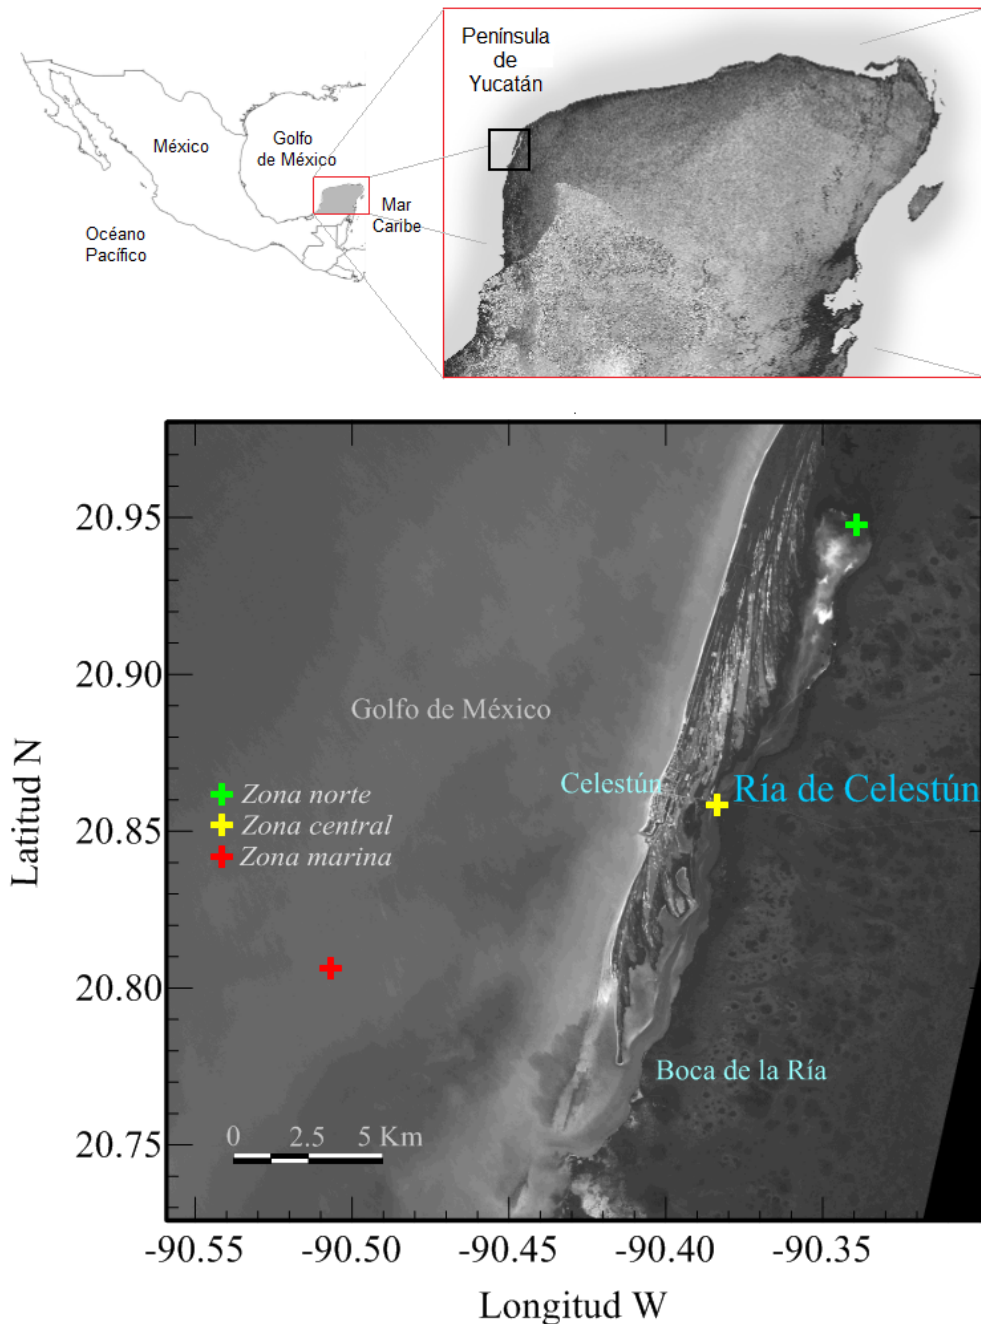 Península
de
Yucatán
México
Golfo
de México
Mar
Caribe
Océano
Pacífico
20.95
20.90
20.85
20.80
20.75
Latitud N
Golfo de México
Celestún
Ría de Celestún
Zona norte
Zona central
Zona marina
Boca de la Ría
0 2.5 5 Km
-90.55 -90.50 -90.45 -90.40 -90.35
Longitud W